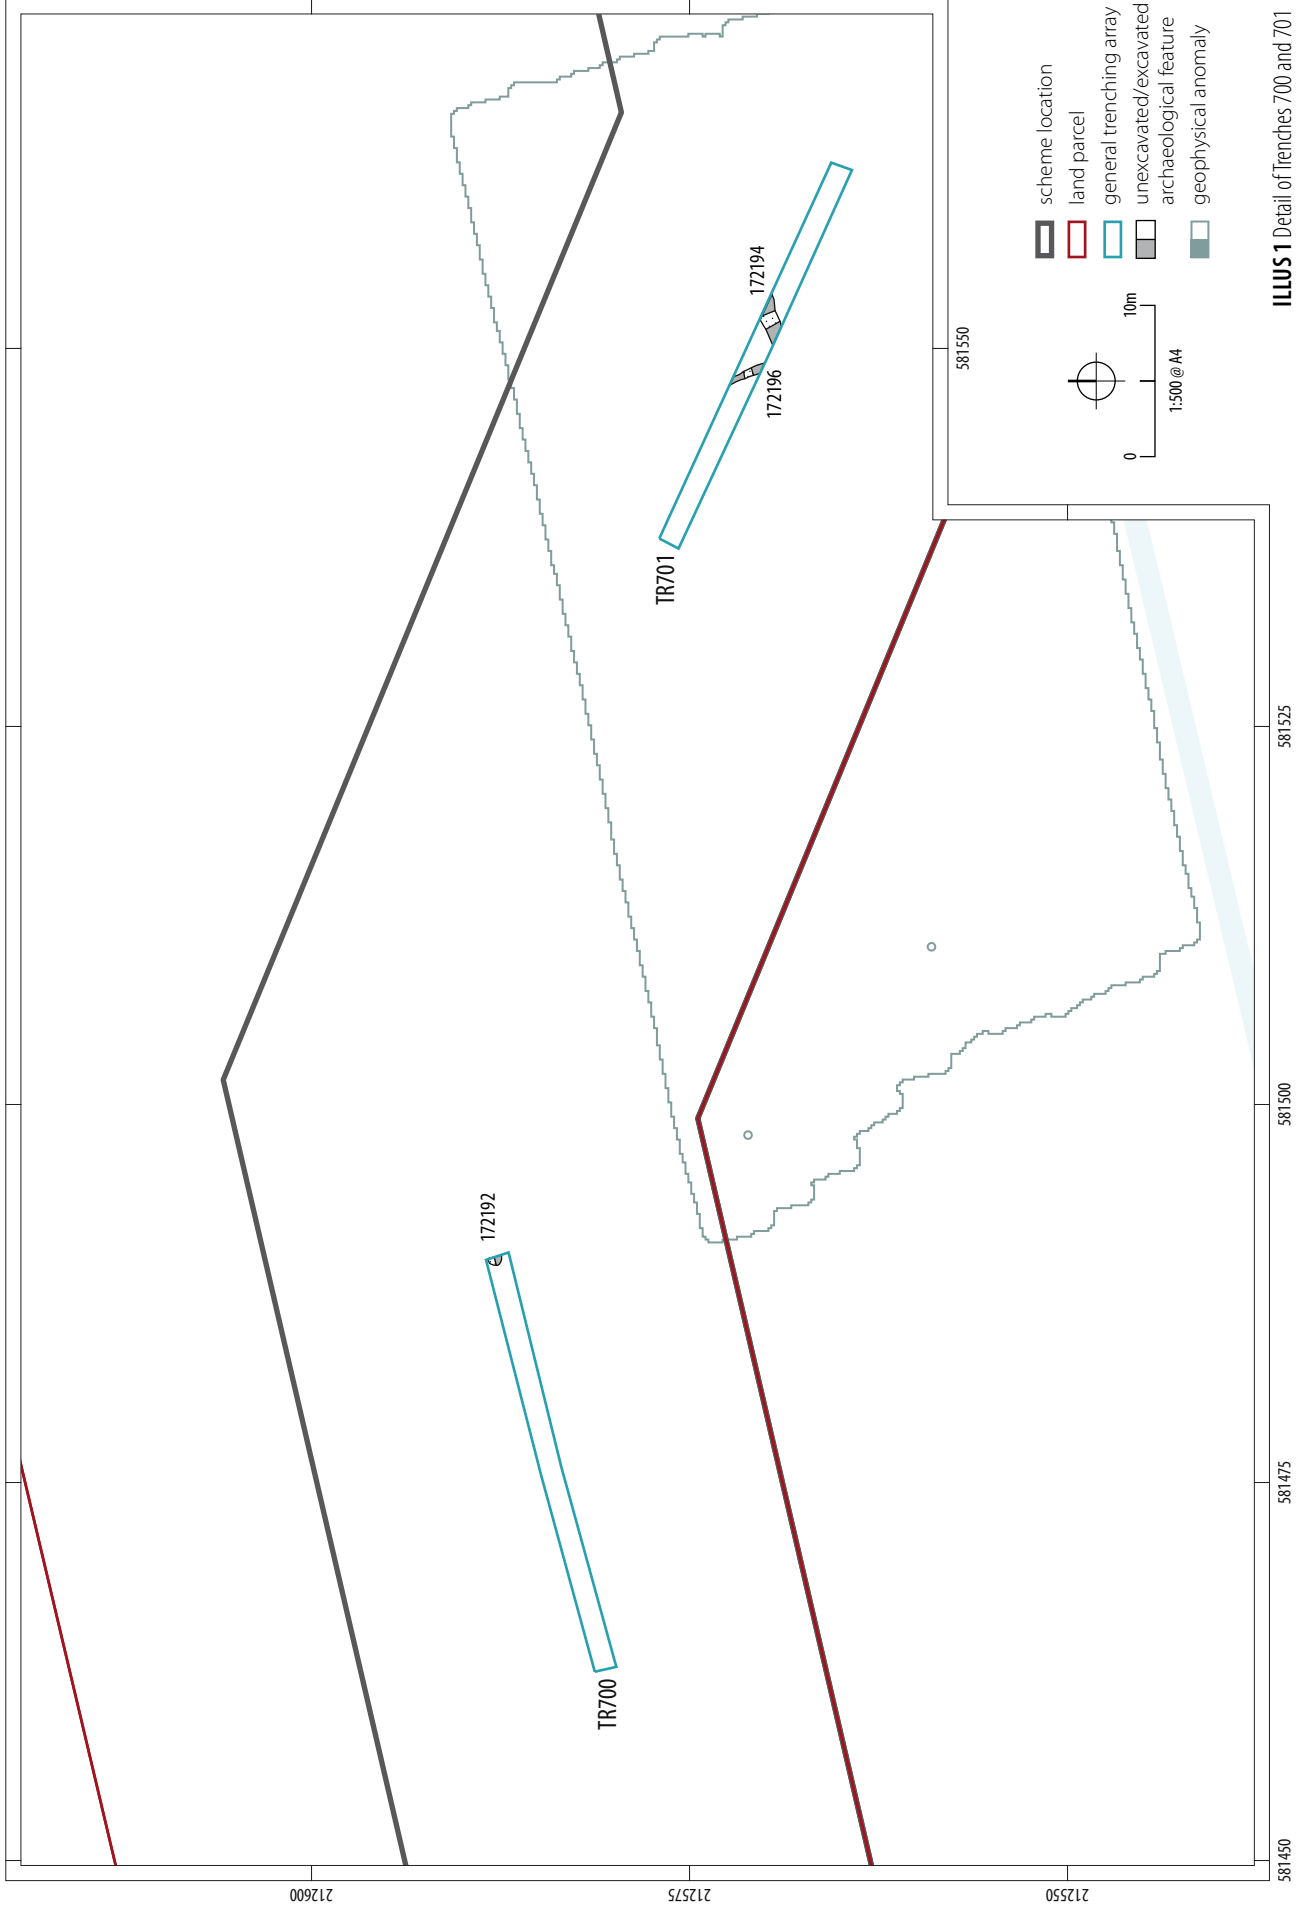 TR700
172192
TR701
172196
172194
212600
212575
212550
581450
581475
581500
581525
581550
0
10m
1:500 @ A4
scheme location
land parcel
general trenching array
unexcavated/excavated
archaeological feature
geophysical anomaly
ILLUS 1 Detail of Trenches 700 and 701